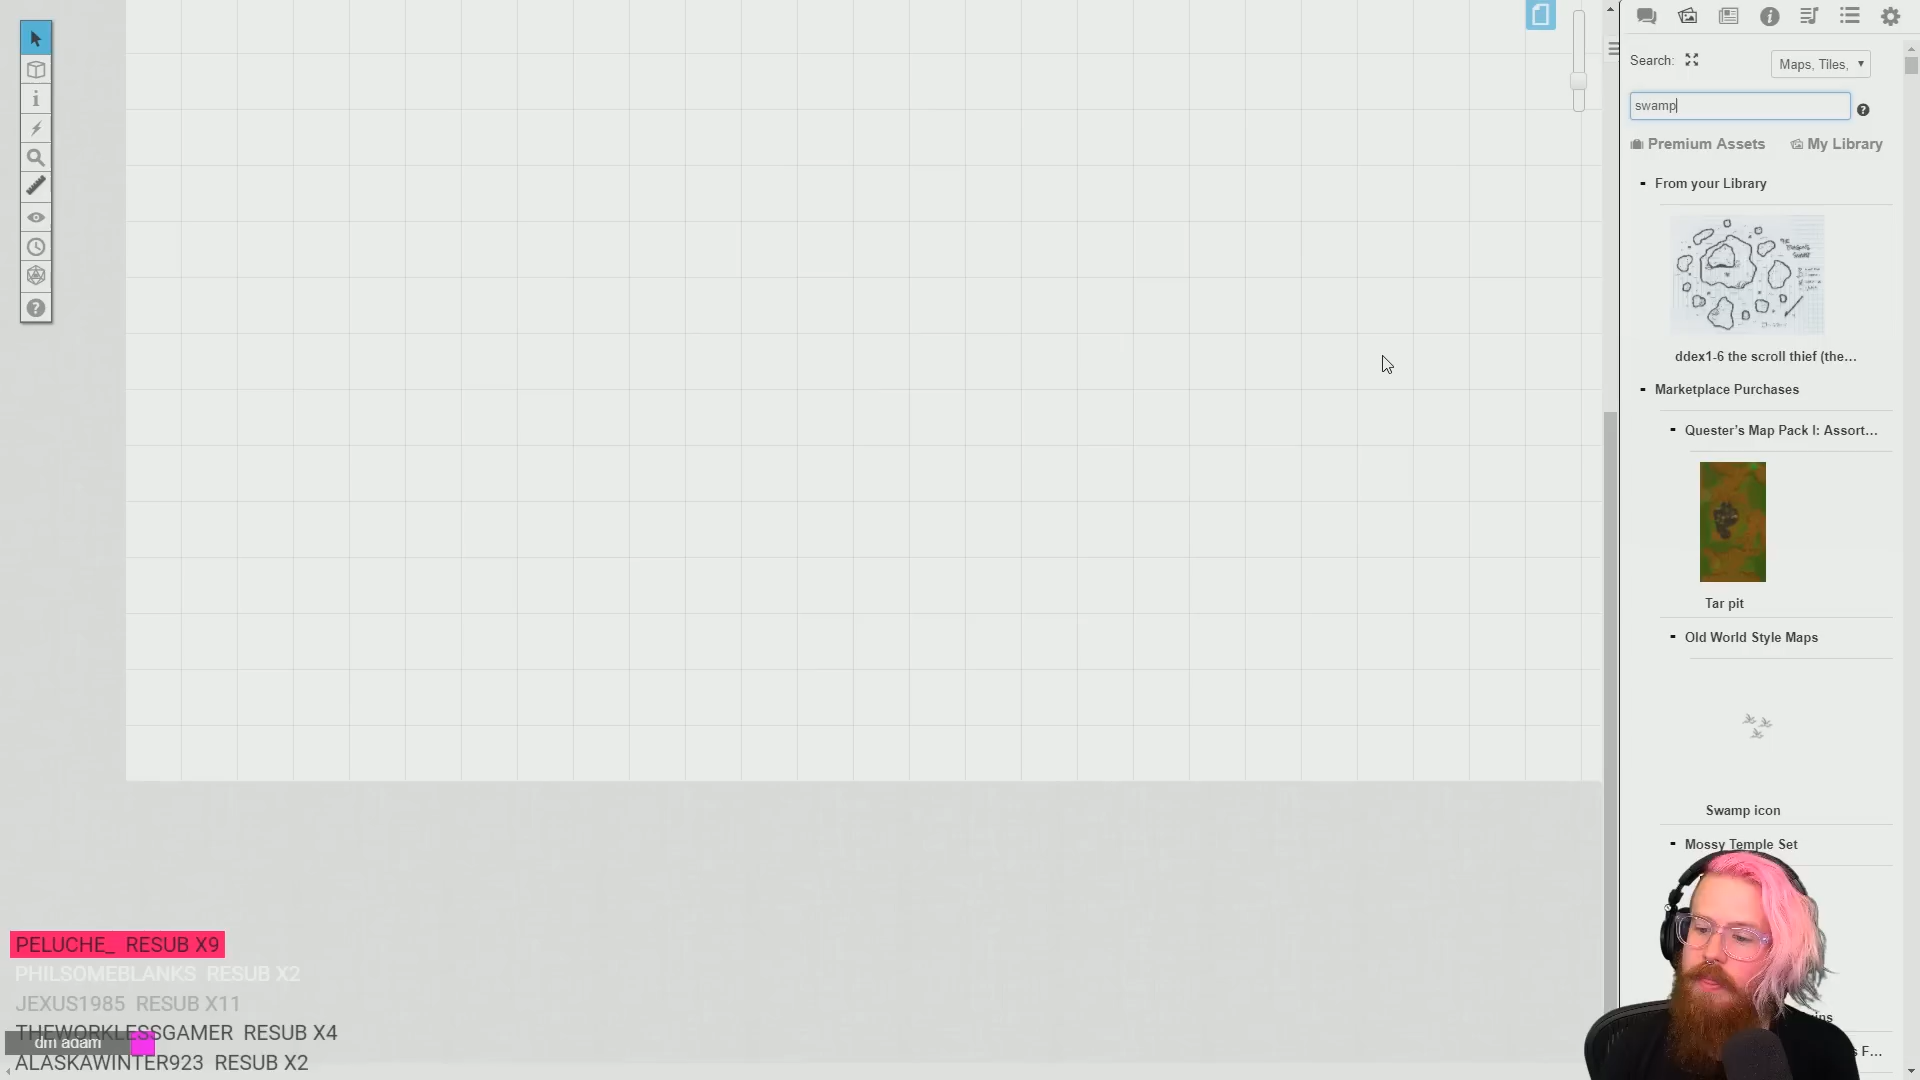 Search:
Maps, Tiles,
swamp
Premium Assets
My Library
From your Library
ddex1-6 the scroll thief (the...
Marketplace Purchases
Quester's Map Pack I: Assort...
Tar pit
Old World Style Maps
Swamp icon
Mossy Temple Set
PELUCHE_ RESUB X9
PHILSOMEBLANKS RESUB X2
JEXUS1985 RESUB X11
THEWORKLESSGAMER RESUB X4
dm adam
ALASKAWINTER923 RESUB X2